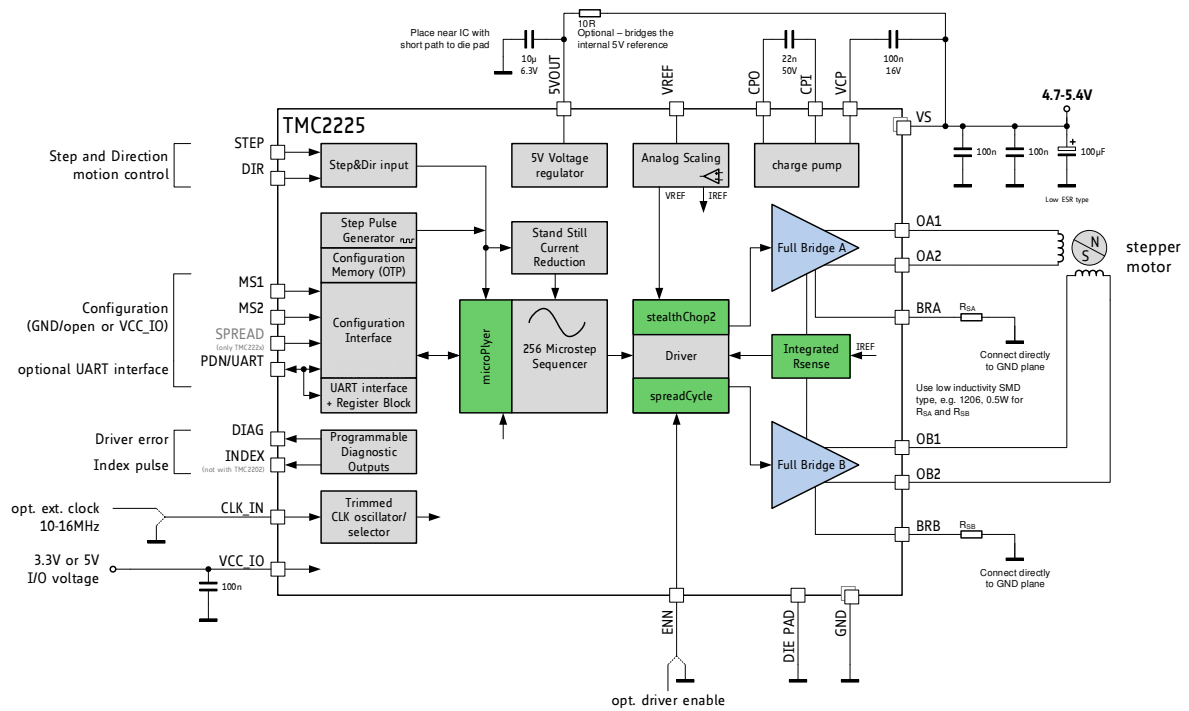 10R
Place near IC with
short path to die pad
Optional – bridges the
internal 5V reference
10µ
6.3V
22n
50V
100n
16V
5VOUT
VREF
CPO
CPI
VCP
4.7-5.4V
VS
TMC2225
STEP
DIR
Step and Direction
motion control
Step&Dir input
5V Voltage
regulator
Analog Scaling
charge pump
VREF
IREF
100n
100n
+
100µF
Low ESR type
Step Pulse
Generator
Configuration
Memory (OTP)
Stand Still
Current
Reduction
Full Bridge A
OA1
OA2
N
S
stepper
motor
MS1
MS2
SPREAD
(only TMC222x)
PDN/UART
Configuration
(GND/open or VCC_IO)
optional UART interface
Configuration
Interface
UART interface
+ Register Block
microPlyer
256 Microstep
Sequencer
stealthChop2
Driver
spreadCycle
Integrated
Rsense
IREF
BRA
RSA
Connect directly
to GND plane
Use low inductivity SMD
type, e.g. 1206, 0.5W for
RSA and RSB
DIAG
INDEX
(not with TMC2202)
Driver error
Index pulse
Programmable
Diagnostic
Outputs
Full Bridge B
OB1
OB2
opt. ext. clock
10-16MHz
CLK_IN
Trimmed
CLK oscillator/
selector
BRB
RSB
Connect directly
to GND plane
3.3V or 5V
I/O voltage
VCC_IO
100n
ENN
DIE PAD
GND
opt. driver enable